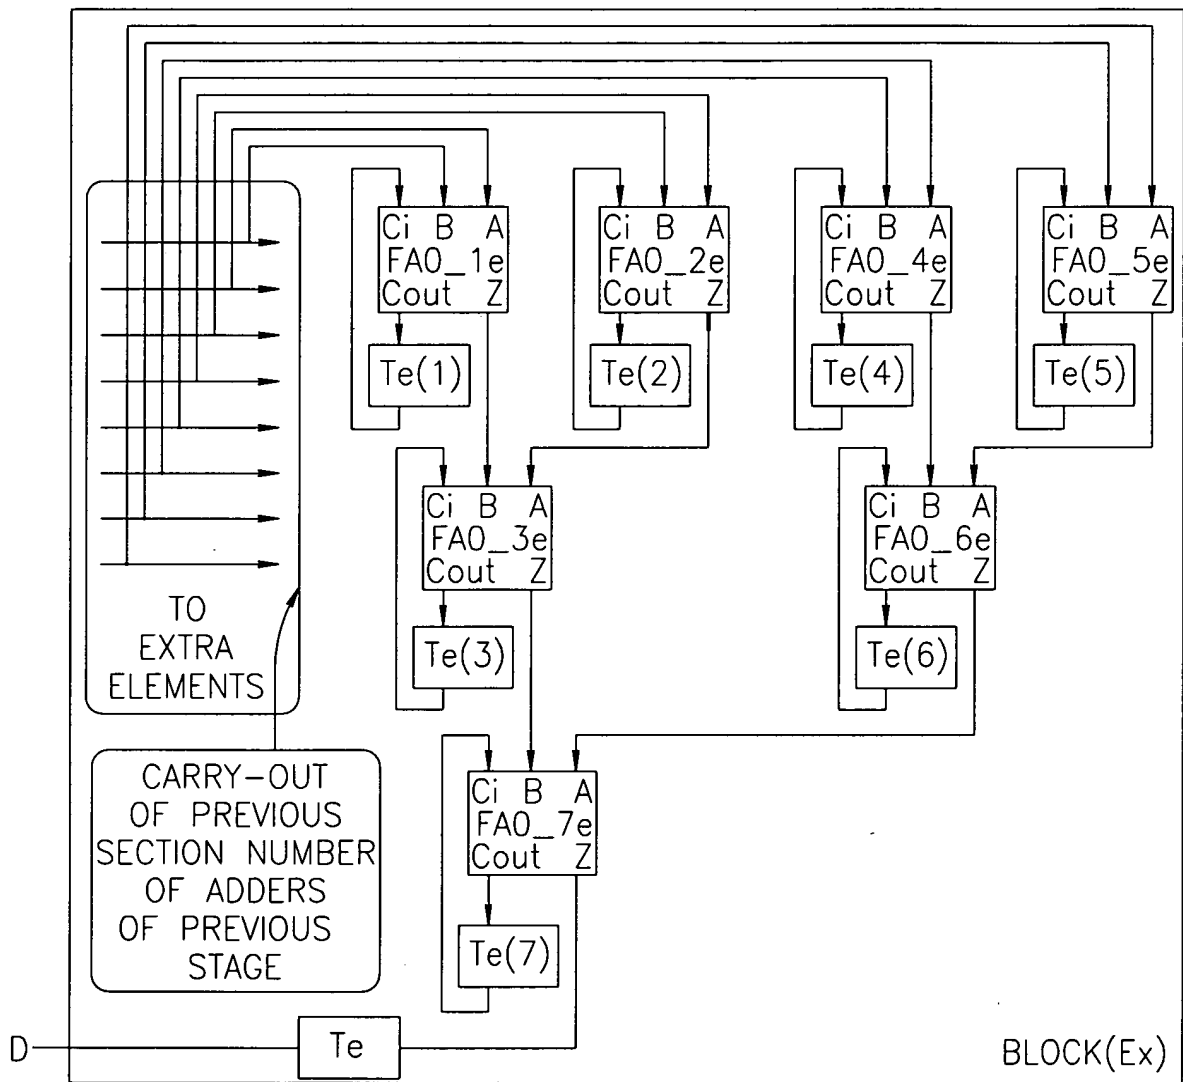 Ci B A
FA0_1e
Cout Z
Ci B A
FA0_2e
Cout Z
Ci B A
FA0_4e
Cout Z
Ci B A
FA0_5e
Cout Z
Te(1)
Te(2)
Te(4)
Te(5)
Ci B A
FA0_3e
Cout Z
Ci B A
FA0_6e
Cout Z
TO
EXTRA
ELEMENTS
Te(3)
Te(6)
CARRY-OUT
OF PREVIOUS
SECTION NUMBER
OF ADDERS
OF PREVIOUS
STAGE
Ci B A
FA0_7e
Cout Z
Te(7)
D
Te
BLOCK(Ex)